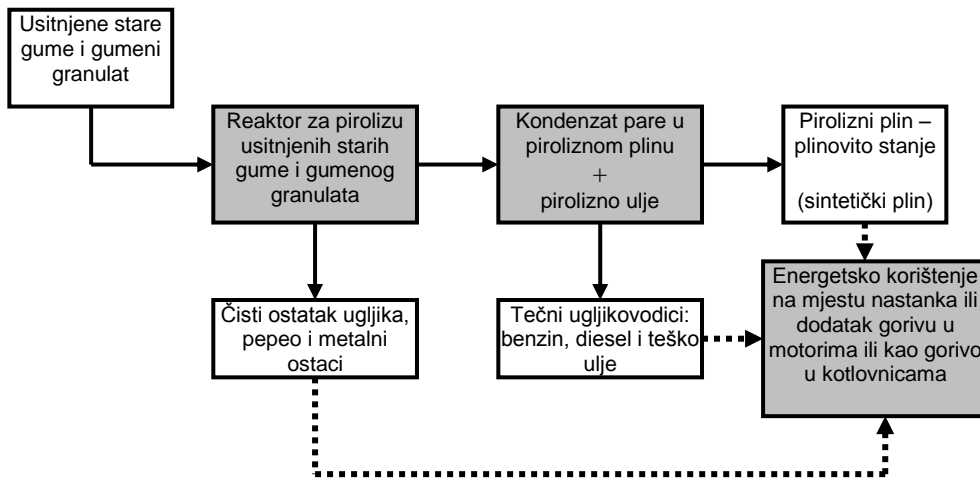 Usitnjene stare
gume i gumeni
granulat
Reaktor za pirolizu
usitnjenih starih
gume i gumenog
granulata
Kondenzat pare u
piroliznom plinu
+
pirolizno ulje
Pirolizni plin –
plinovito stanje
(sintetički plin)
Čisti ostatak ugljika,
pepeo i metalni
ostaci
Tečni ugljikovodici:
benzin, diesel i teško
ulje
Energetsko korištenje
na mjestu nastanka ili
dodatak gorivu u
motorima ili kao gorivo
u kotlovnicama